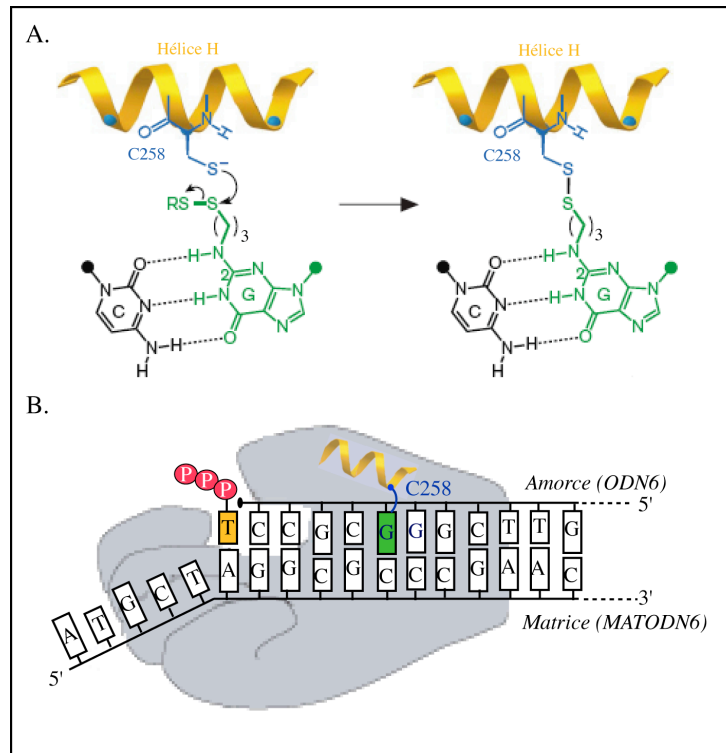 A.
Hélice H
Hélice H
O
N
H
C258
S⁻
RS
S
3
O
H
N
N
2
N
C
N
N
H
N
G
N
N
H
O
N
H
O
N
H
C258
S
S
3
O
H
N
N
2
N
C
N
N
H
N
G
N
N
H
O
N
H
B.
P P P
C258
Amorce (ODN6)
5'
T C C G C G G G C T T G
A G G C G C C C G A A C
A T G C T
3'
Matrice (MATODN6)
5'